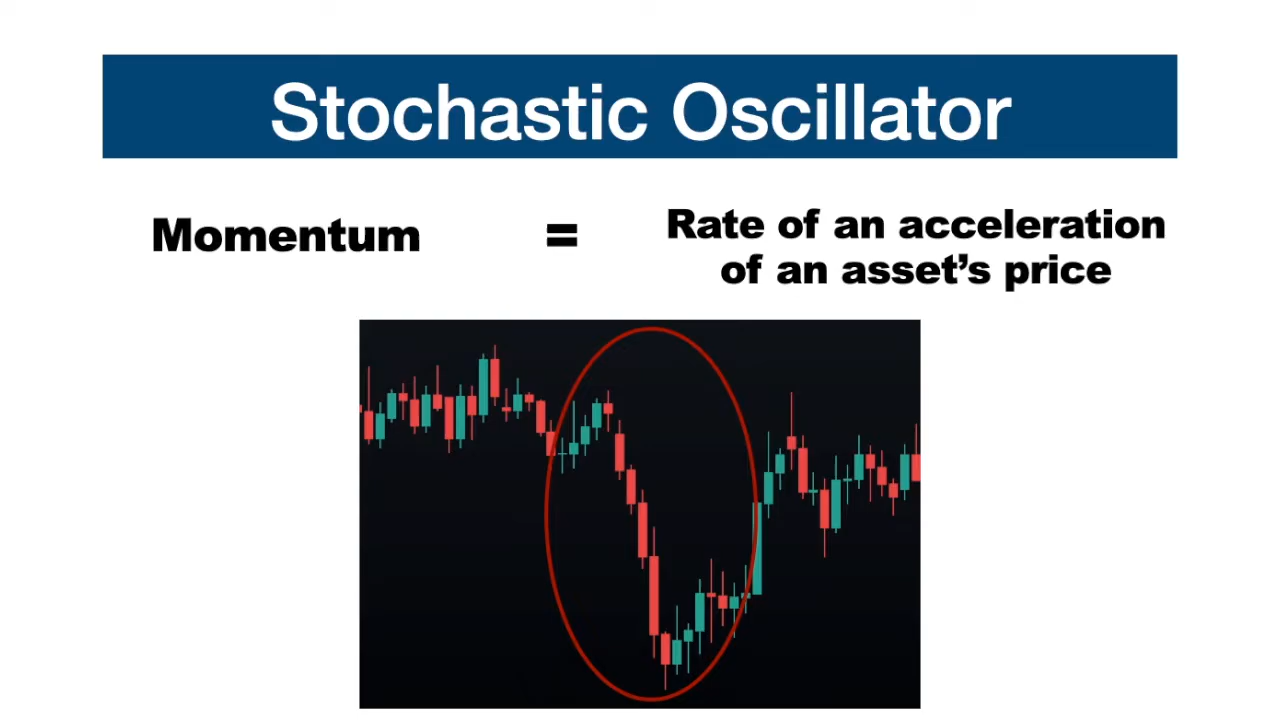 Stochastic Oscillator
Momentum = Rate of an acceleration
of an asset’s price